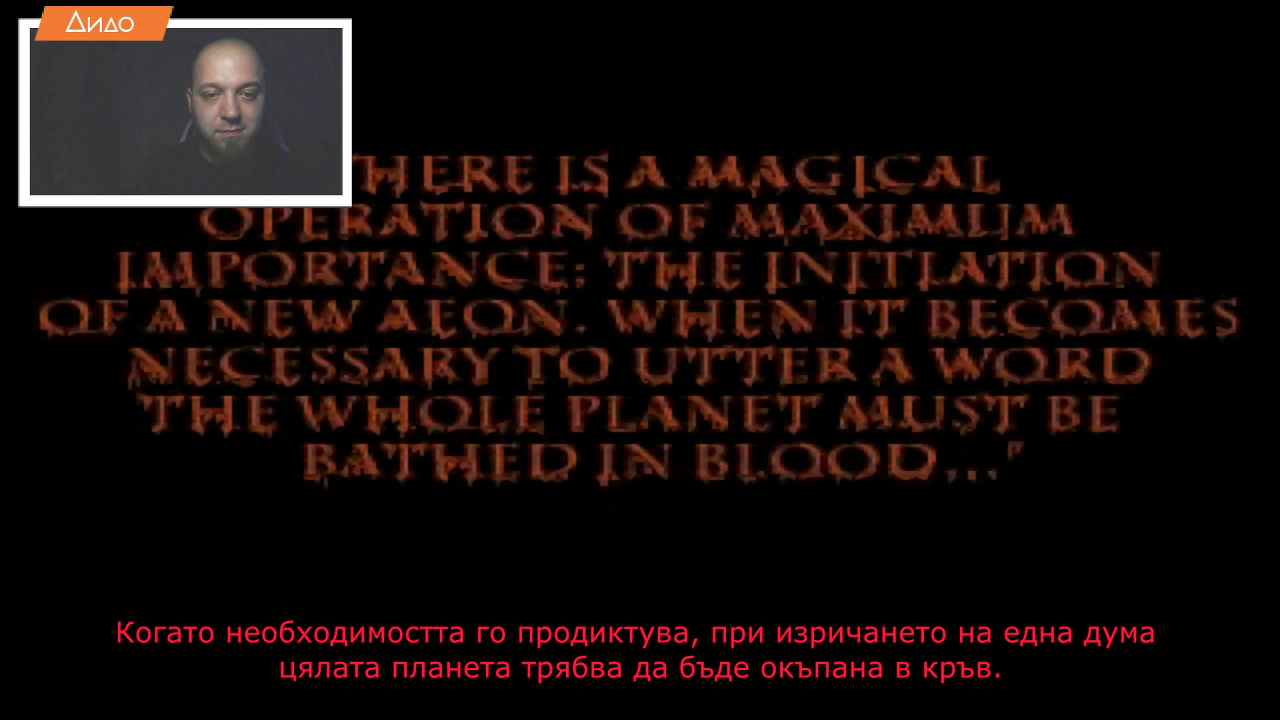 Дидо
HERE IS A MAGICAL
OPERATION OF MAXIMUM
IMPORTANCE: THE INITIATION
OF A NEW AEON. WHEN IT BECOMES
NECESSARY TO UTTER A WORD
THE WHOLE PLANET MUST BE
BATHED IN BLOOD..."
Когато необходимостта го продиктува, при изричането на една дума
цялата планета трябва да бъде окъпана в кръв.